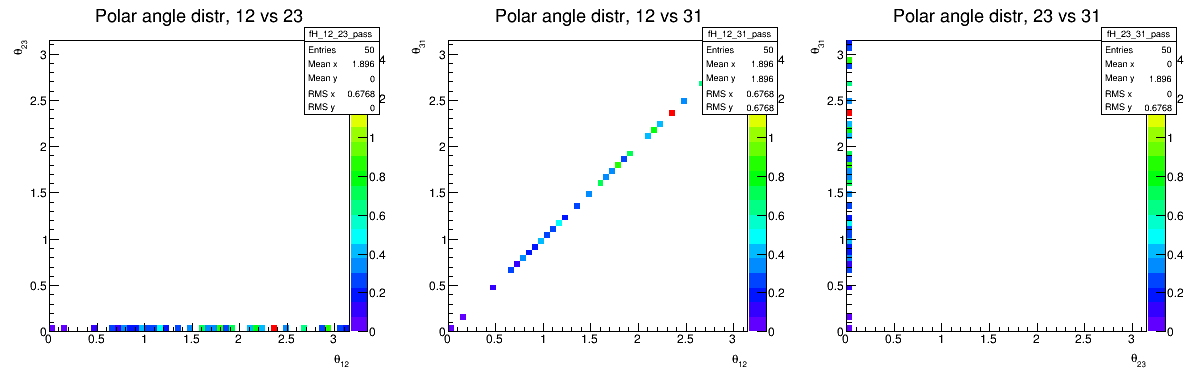 Polar angle distr, 12 vs 23
fH_12_23_pass
Entries 50
Mean x 1.896
Mean y 0
RMS x 0.6768
RMS y 0
θ23
3
2.5
2
1.5
1
0.5
0
0 0.5 1 1.5 2 2.5 3
θ12
4
2
1
0.8
0.6
0.4
0.2
0
Polar angle distr, 12 vs 31
fH_12_31_pass
Entries 50
Mean x 1.896
Mean y 1.896
RMS x 0.6768
RMS y 0.6768
θ31
3
2.5
2
1.5
1
0.5
0
0 0.5 1 1.5 2 2.5 3
θ12
4
2
1
0.8
0.6
0.4
0.2
0
Polar angle distr, 23 vs 31
fH_23_31_pass
Entries 50
Mean x 0
Mean y 1.896
RMS x 0
RMS y 0.6768
θ31
3
2.5
2
1.5
1
0.5
0
0 0.5 1 1.5 2 2.5 3
θ23
4
2
1
0.8
0.6
0.4
0.2
0